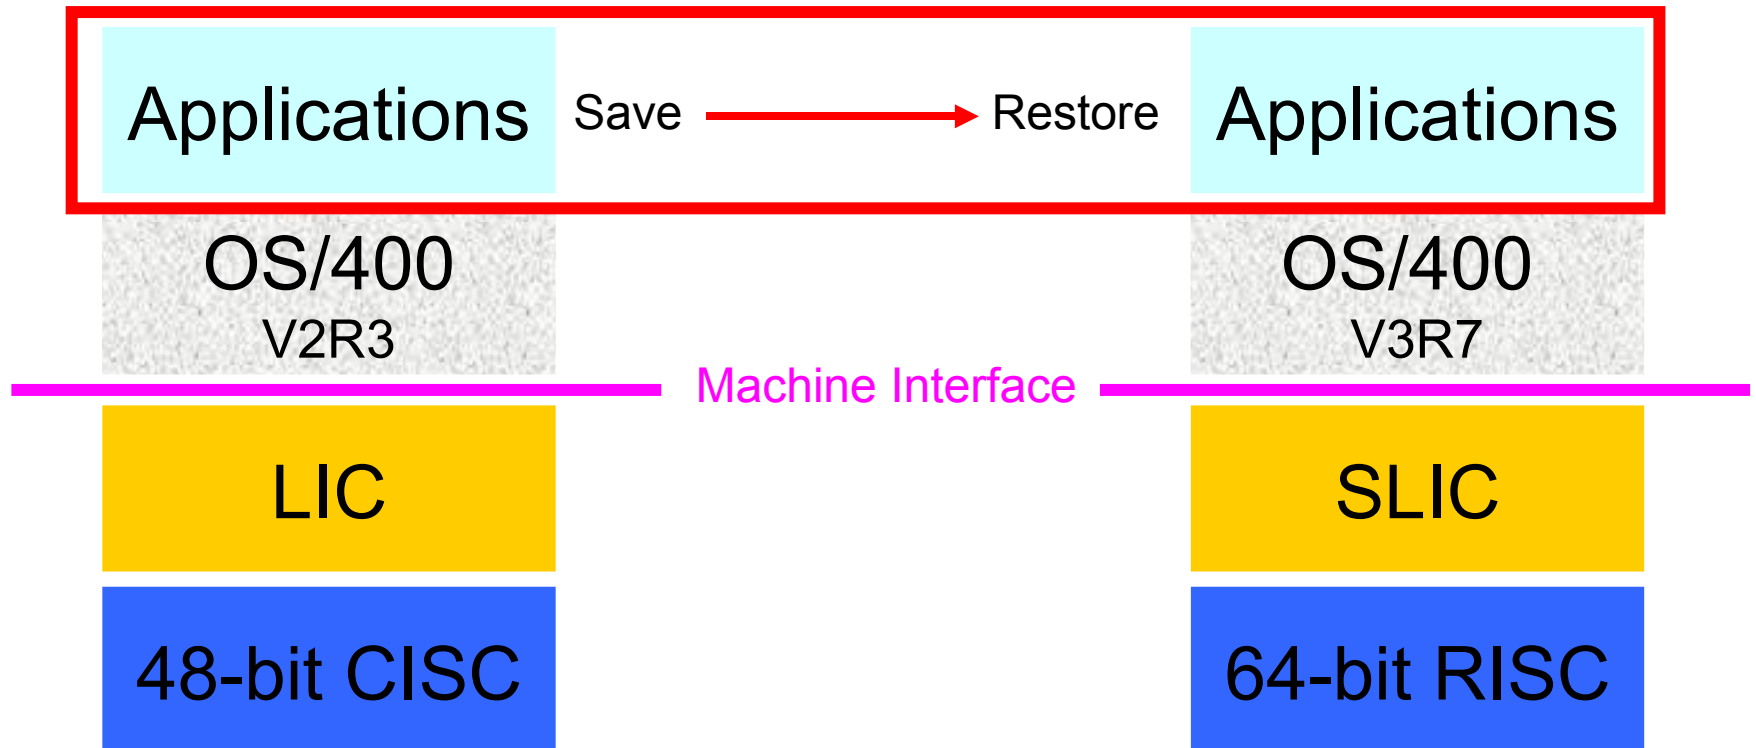 Applications Save Restore Applications
OS/400 OS/400
V2R3 V3R7
Machine Interface
LIC SLIC
48-bit CISC 64-bit RISC